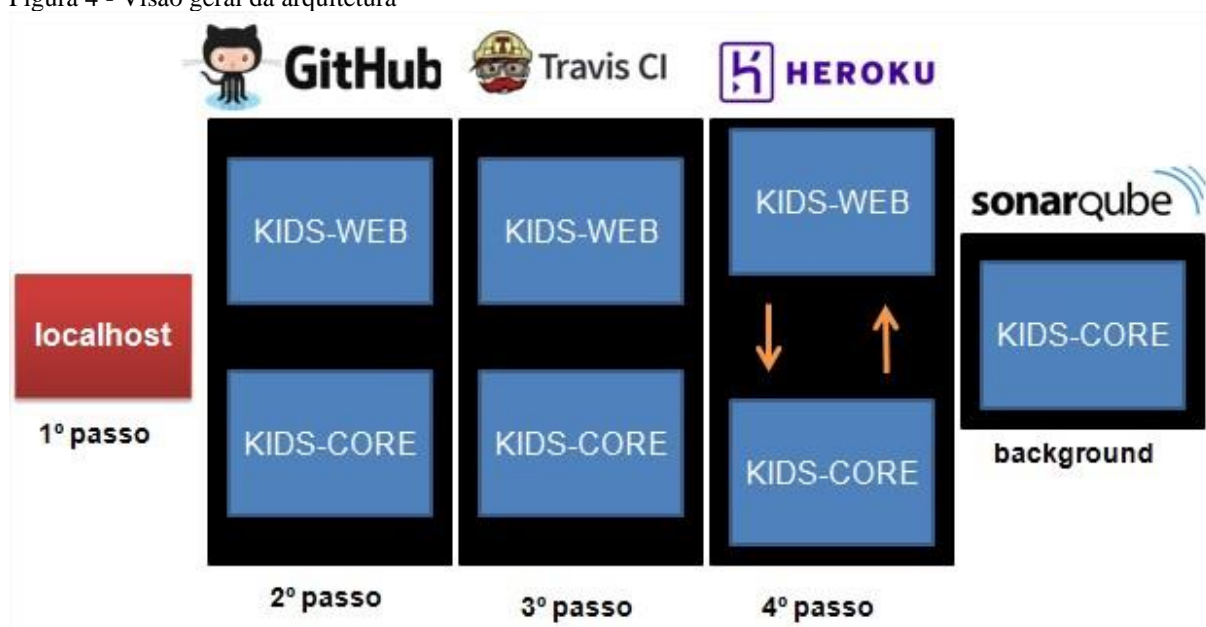 Figura 4 - Visão geral da arquitetura
GitHub
Travis CI
HEROKU
sonarqube
localhost
1º passo
KIDS-WEB
KIDS-CORE
2º passo
KIDS-WEB
KIDS-CORE
3º passo
KIDS-WEB
KIDS-CORE
4º passo
KIDS-CORE
background